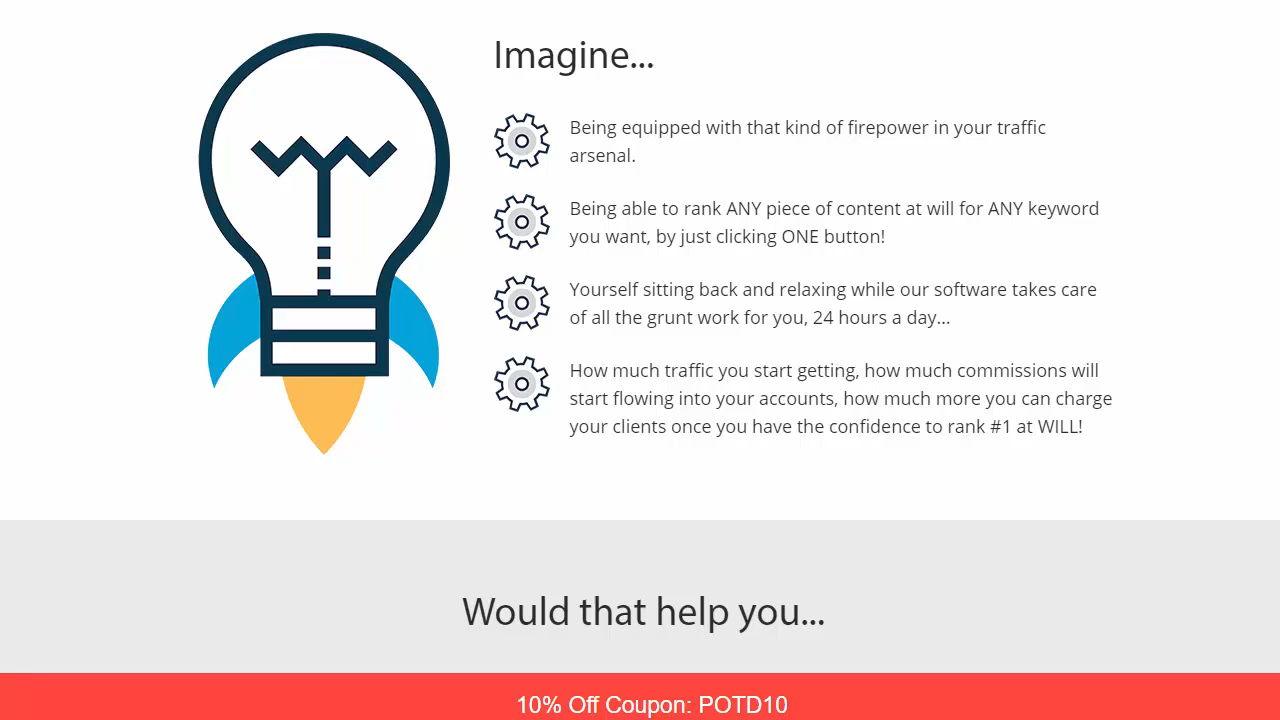 Imagine...
Being equipped with that kind of firepower in your traffic
arsenal.
Being able to rank ANY piece of content at will for ANY keyword
you want, by just clicking ONE button!
Yourself sitting back and relaxing while our software takes care
of all the grunt work for you, 24 hours a day...
How much traffic you start getting, how much commissions will
start flowing into your accounts, how much more you can charge
your clients once you have the confidence to rank #1 at WILL!
Would that help you...
10% Off Coupon: POTD10